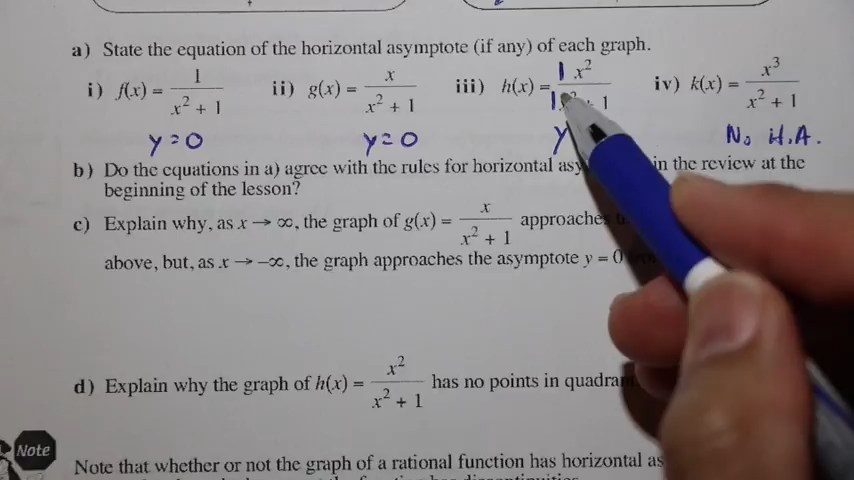 a) State the equation of the horizontal asymptote (if any) of each graph.
i) f(x) = 1 / x² + 1 ii) g(x) = x / x² + 1 iii) h(x) = 1 x² / 1 + 1 iv) k(x) = x³ / x² + 1
y = 0 y = 0 y No H.A.
b) Do the equations in a) agree with the rules for horizontal in the review at the
beginning of the lesson?
c) Explain why, as x → ∞, the graph of g(x) = x / x² + 1 approaches
above, but, as x → −∞, the graph approaches the asymptote y = 0
d) Explain why the graph of h(x) = x² / x² + 1 has no points in
Note
Note that whether or not the graph of a rational function has horizontal